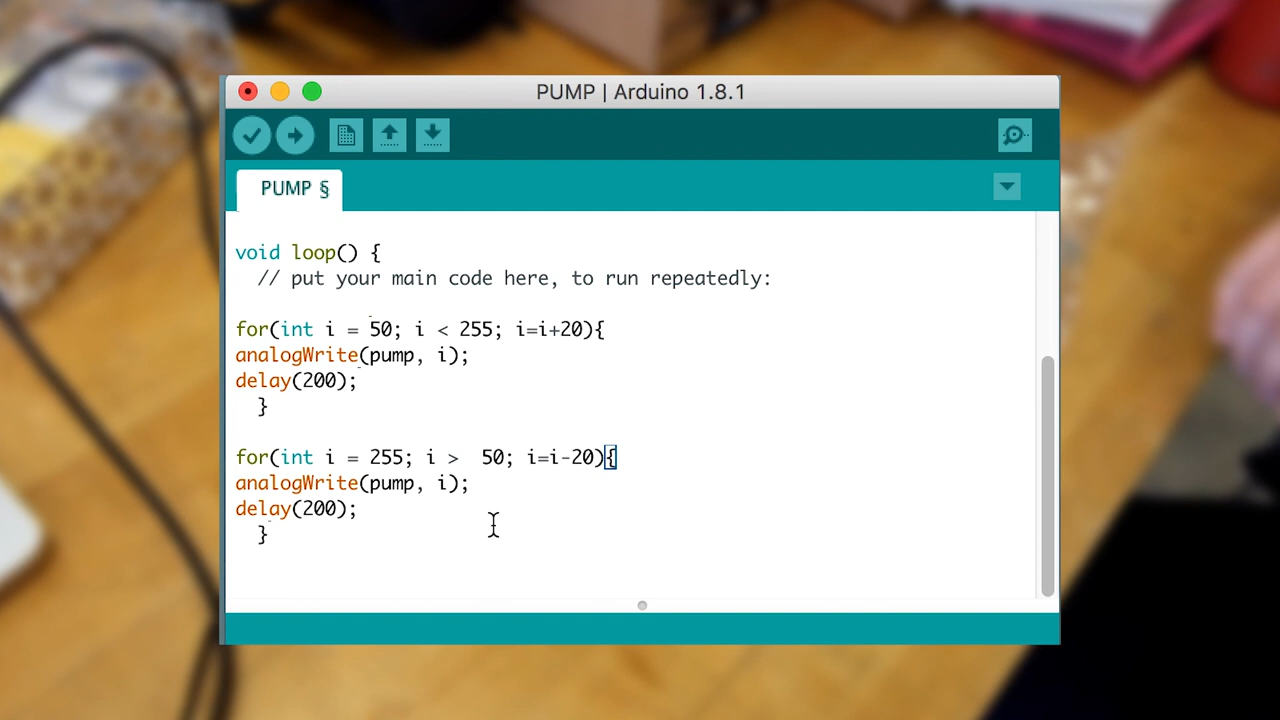 PUMP | Arduino 1.8.1
PUMP §
void loop() {
// put your main code here, to run repeatedly:
for(int i = 50; i < 255; i=i+20){
analogWrite(pump, i);
delay(200);
}
for(int i = 255; i >  50; i=i-20){
analogWrite(pump, i);
delay(200);
}